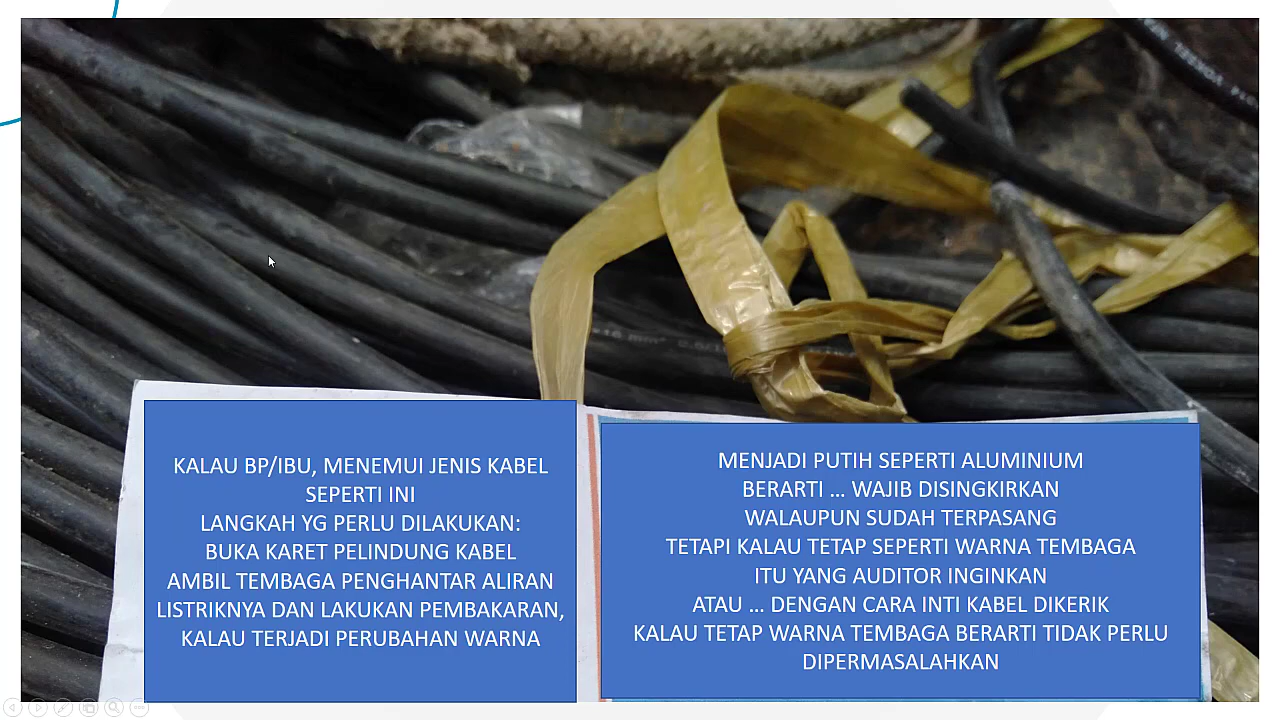 KALAU BP/IBU, MENEMUI JENIS KABEL
SEPERTI INI
LANGKAH YG PERLU DILAKUKAN:
BUKA KARET PELINDUNG KABEL
AMBIL TEMBAGA PENGHANTAR ALIRAN
LISTRIKNYA DAN LAKUKAN PEMBAKARAN,
KALAU TERJADI PERUBAHAN WARNA
MENJADI PUTIH SEPERTI ALUMINIUM
BERARTI ... WAJIB DISINGKIRKAN
WALAUPUN SUDAH TERPASANG
TETAPI KALAU TETAP SEPERTI WARNA TEMBAGA
ITU YANG AUDITOR INGINKAN
ATAU ... DENGAN CARA INTI KABEL DIKERIK
KALAU TETAP WARNA TEMBAGA BERARTI TIDAK PERLU
DIPERMASALAHKAN